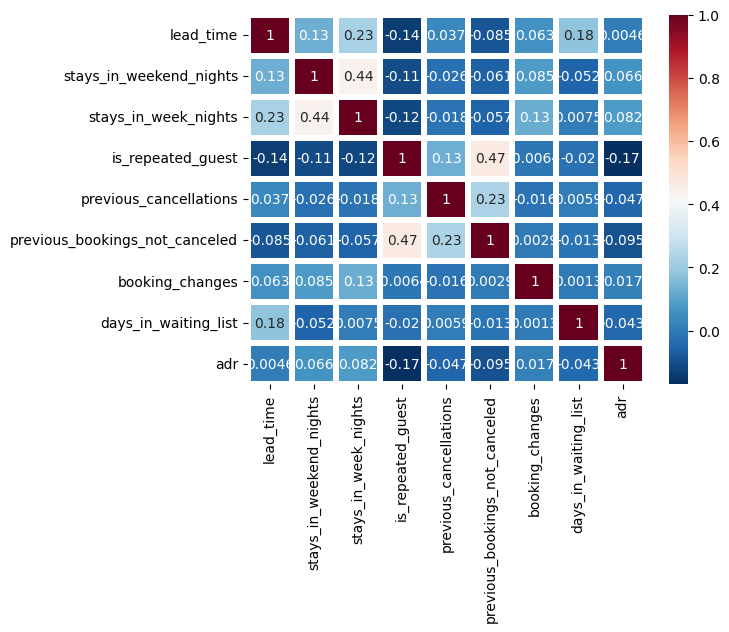 lead_time 1 0.13 0.23 -0.14 0.037 -0.085 0.063 0.18 0.0046
stays_in_weekend_nights 0.13 1 0.44 -0.11 -0.026 -0.061 0.085 -0.052 0.066
stays_in_week_nights 0.23 0.44 1 -0.12 -0.018 -0.057 0.13 0.0075 0.082
is_repeated_guest -0.14 -0.11 -0.12 1 0.13 0.47 0.0064 -0.02 -0.17
previous_cancellations 0.037 -0.026 -0.018 0.13 1 0.23 -0.016 0.0059 -0.047
previous_bookings_not_canceled -0.085 -0.061 -0.057 0.47 0.23 1 0.0029 -0.013 -0.095
booking_changes 0.063 0.085 0.13 0.0064 -0.016 0.0029 1 0.0013 0.017
days_in_waiting_list 0.18 -0.052 0.0075 -0.02 0.0059 -0.013 0.0013 1 -0.043
adr 0.0046 0.066 0.082 -0.17 -0.047 -0.095 0.017 -0.043 1
lead_time
stays_in_weekend_nights
stays_in_week_nights
is_repeated_guest
previous_cancellations
previous_bookings_not_canceled
booking_changes
days_in_waiting_list
adr
1.0
0.8
0.6
0.4
0.2
0.0